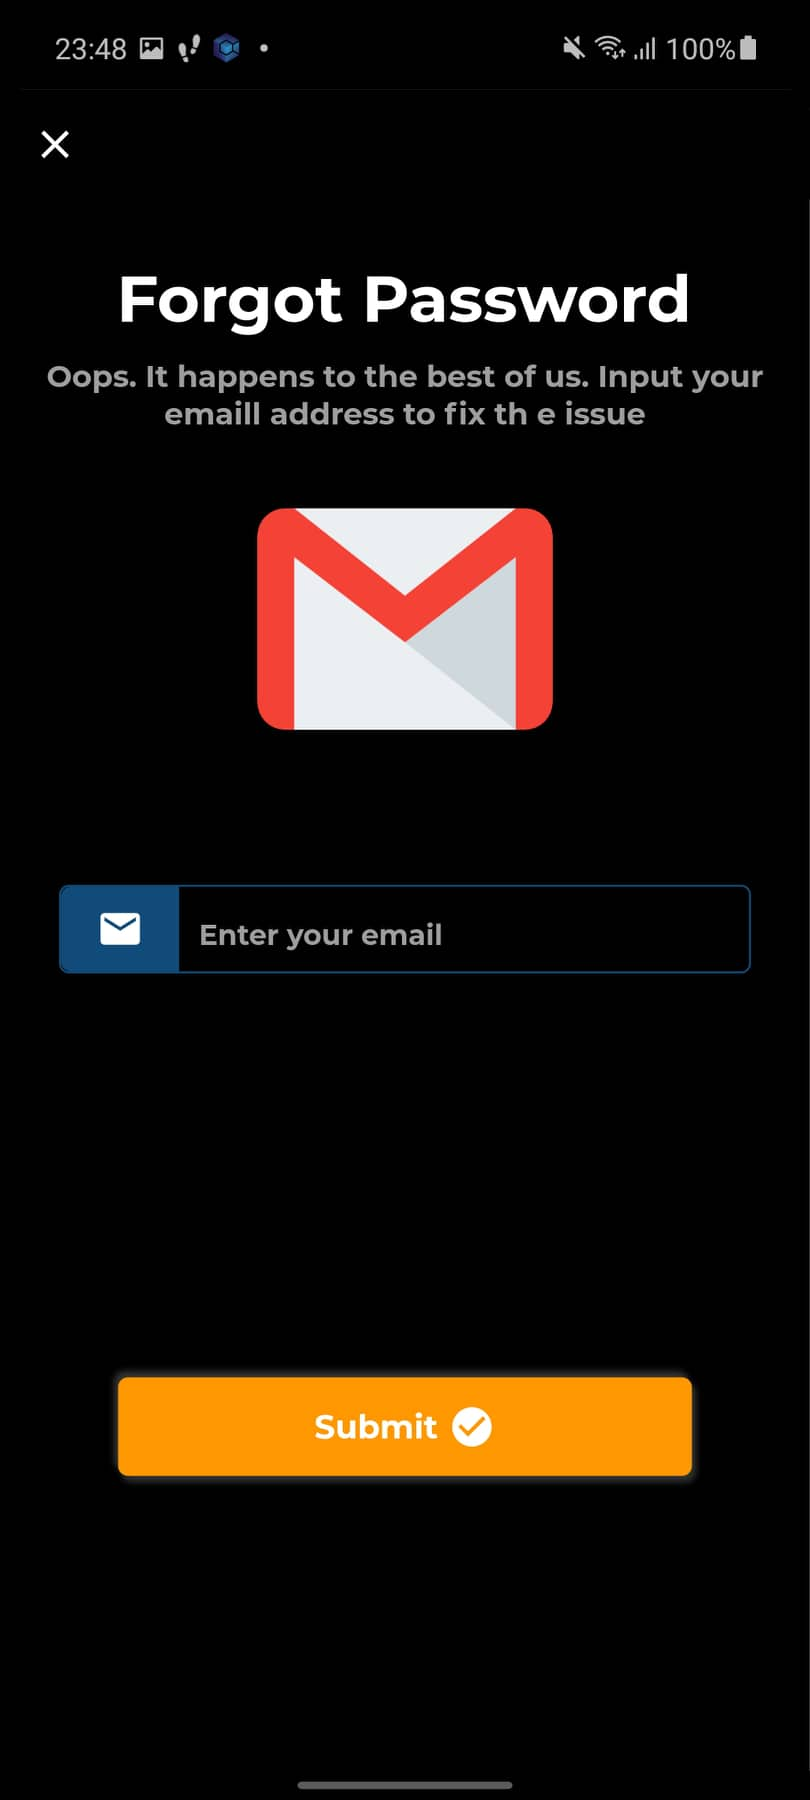 23:48 100%
Forgot Password
Oops. It happens to the best of us. Input your
emaill address to fix th e issue
Enter your email
Submit